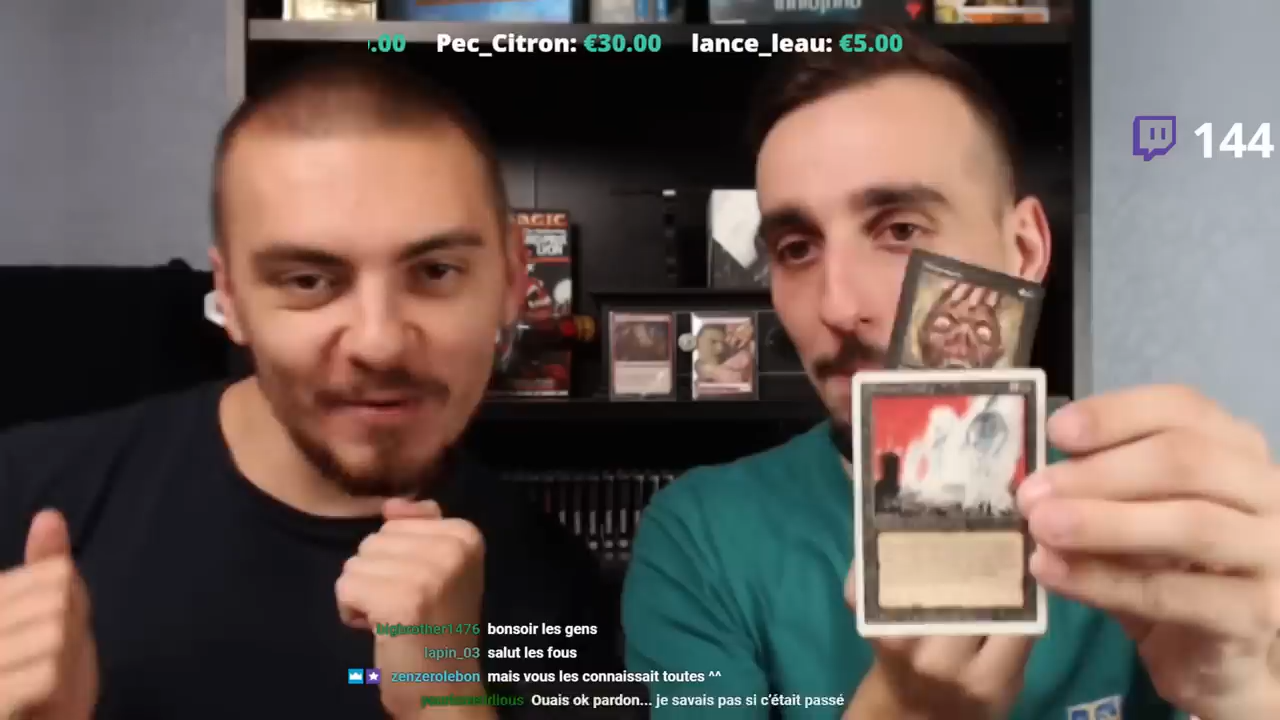 .00 Pec_Citron: €30.00 lance_leau: €5.00
144
MAGIC
bigbrother1476 bonsoir les gens
lapin_03 salut les fous
zenzerolebon mais vous les connaissait toutes ^^
Ouais ok pardon... je savais pas si c'était passé